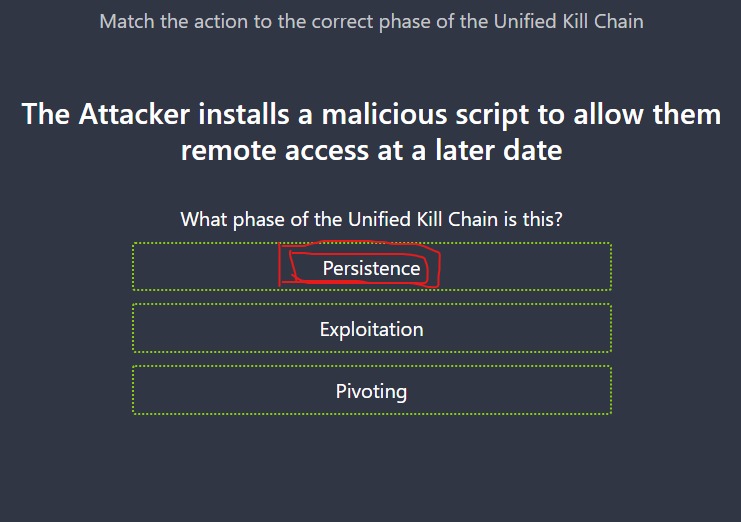 Match the action to the correct phase of the Unified Kill Chain
The Attacker installs a malicious script to allow them
remote access at a later date
What phase of the Unified Kill Chain is this?
Persistence
Exploitation
Pivoting